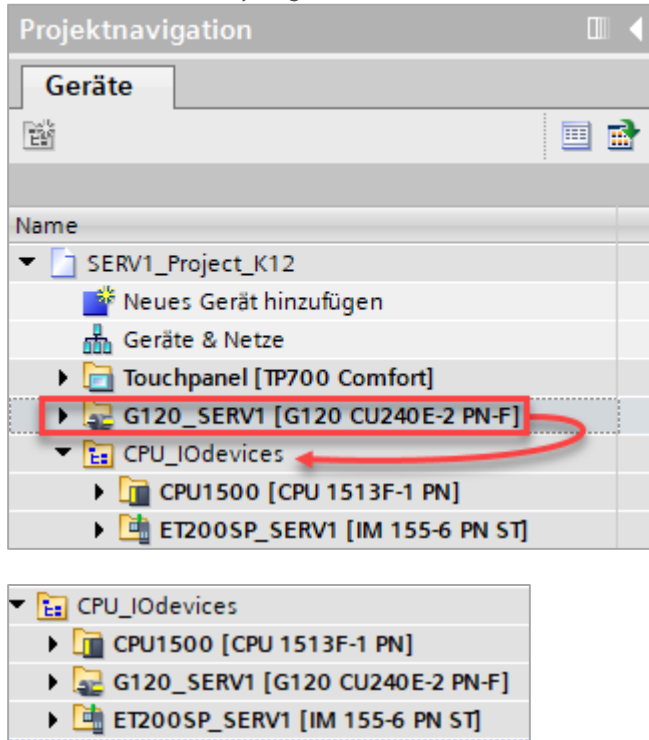 Projektnavigation
Geräte
Name
SERV1_Project_K12
Neues Gerät hinzufügen
Geräte & Netze
Touchpanel [TP700 Comfort]
G120_SERV1 [G120 CU240E-2 PN-F]
CPU_IOdevices
CPU1500 [CPU 1513F-1 PN]
ET200SP_SERV1 [IM 155-6 PN ST]
CPU_IOdevices
CPU1500 [CPU 1513F-1 PN]
G120_SERV1 [G120 CU240E-2 PN-F]
ET200SP_SERV1 [IM 155-6 PN ST]